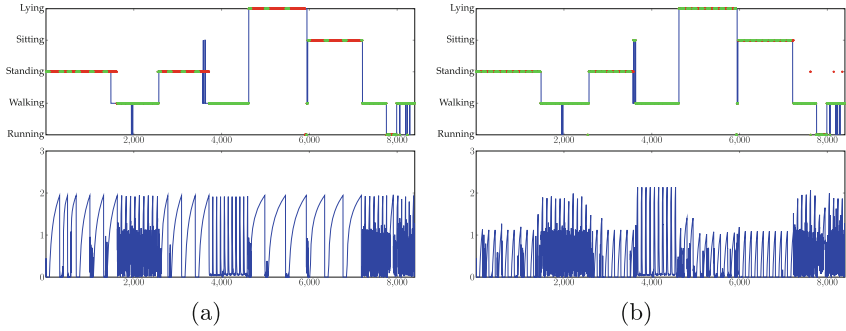 Lying Lying
Sitting Sitting
Standing Standing
Walking Walking
Running Running
2,000 4,000 6,000 8,000 2,000 4,000 6,000 8,000
3 3
2 2
1 1
0 0
2,000 4,000 6,000 8,000 2,000 4,000 6,000 8,000
(a) (b)